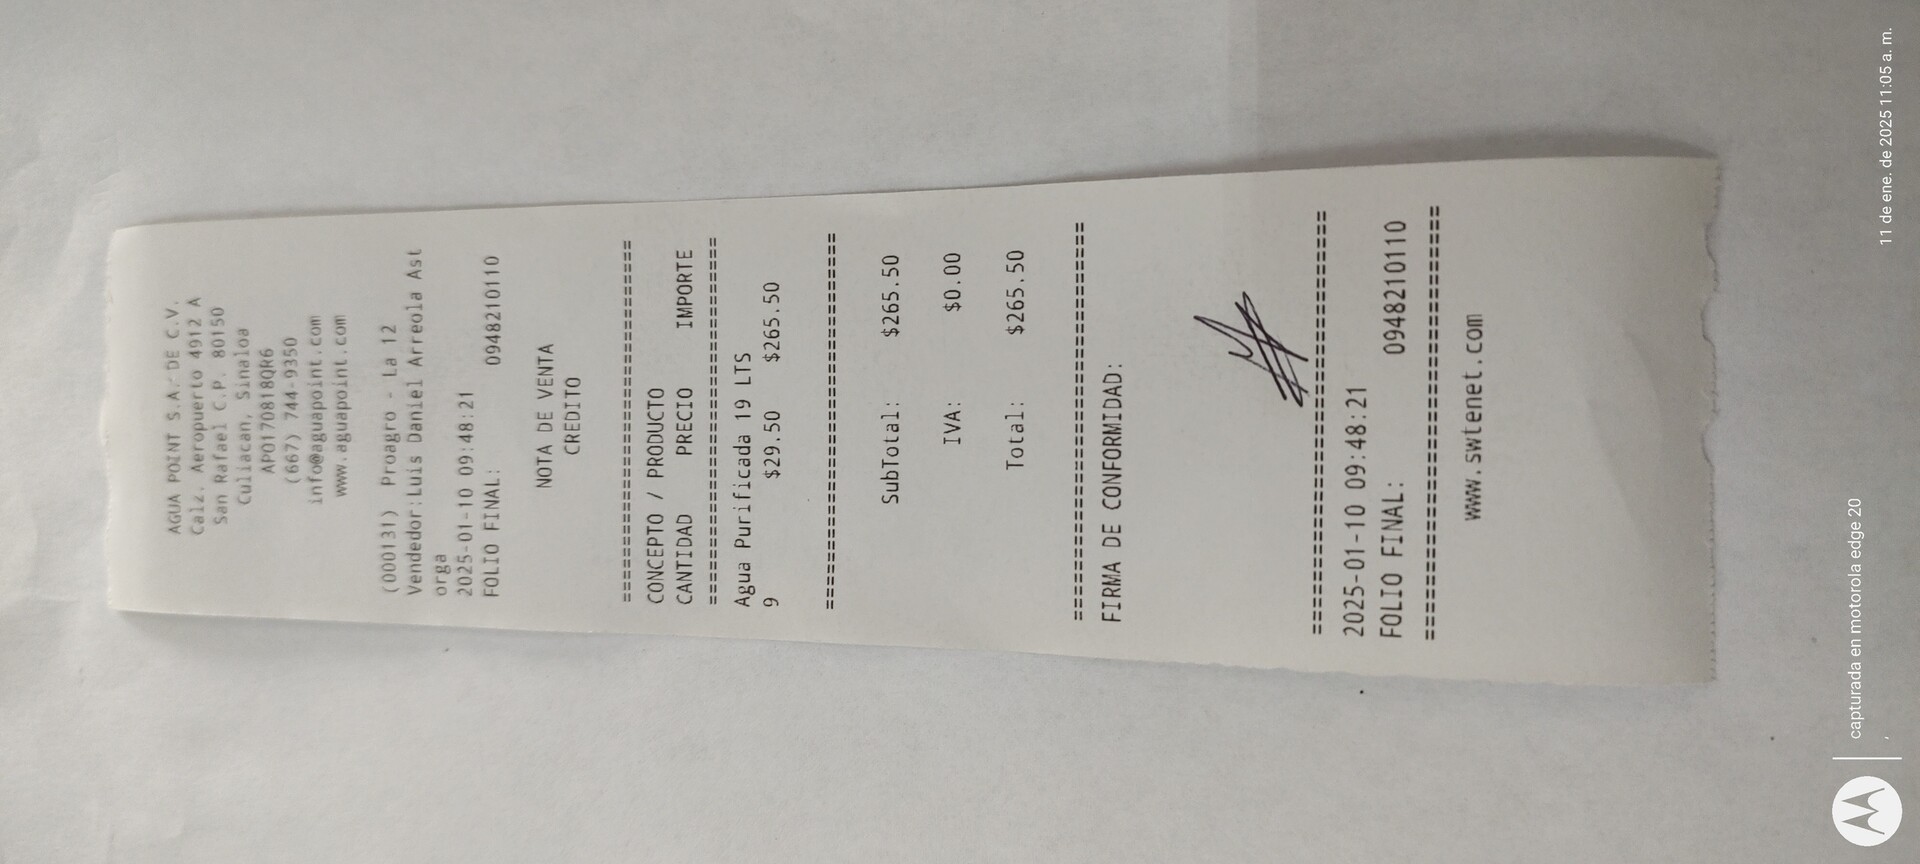 AGUA POINT S.A. DE C.V.
Calz. Aeropuerto 4912 A
San Rafael C.P. 80150
Culiacan, Sinaloa
APO170818QR6
(667) 744-9350
info@aguapoint.com
www.aguapoint.com
(000131) Proagro - La 12
Vendedor:Luis Daniel Arreola Ast
orga
2025-01-10 09:48:21
FOLIO FINAL: 0948210110
NOTA DE VENTA
CREDITO
================================
CONCEPTO / PRODUCTO
CANTIDAD PRECIO IMPORTE
================================
Agua Purificada 19 LTS
9 $29.50 $265.50
================================
SubTotal: $265.50
IVA: $0.00
Total: $265.50
================================
FIRMA DE CONFORMIDAD:
================================
2025-01-10 09:48:21
FOLIO FINAL: 0948210110
================================
www.swtenet.com
capturada en motorola edge 20
11 de ene. de 2025 11:05 a. m.